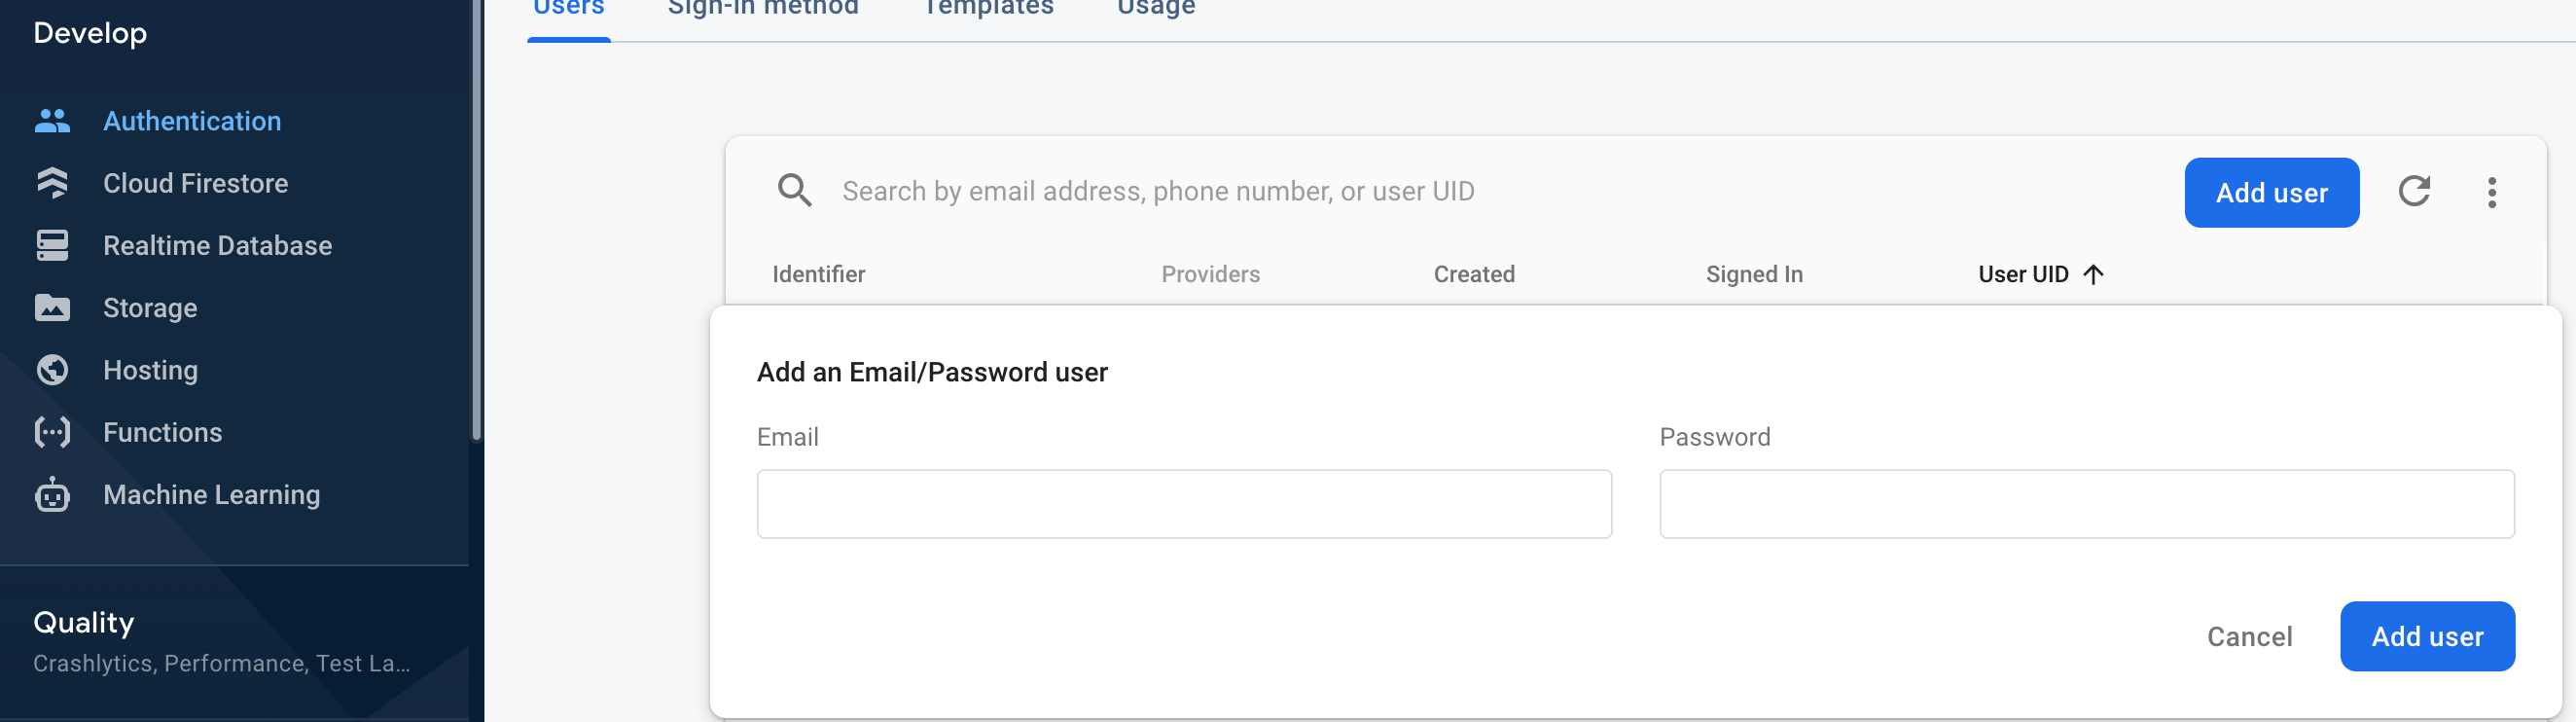 Develop
Authentication
Cloud Firestore
Realtime Database
Storage
Hosting
Functions
Machine Learning
Quality
Crashlytics, Performance, Test La...
Users Sign-in method Templates Usage
Search by email address, phone number, or user UID
Add user
Identifier Providers Created Signed In User UID
Add an Email/Password user
Email Password
Cancel Add user